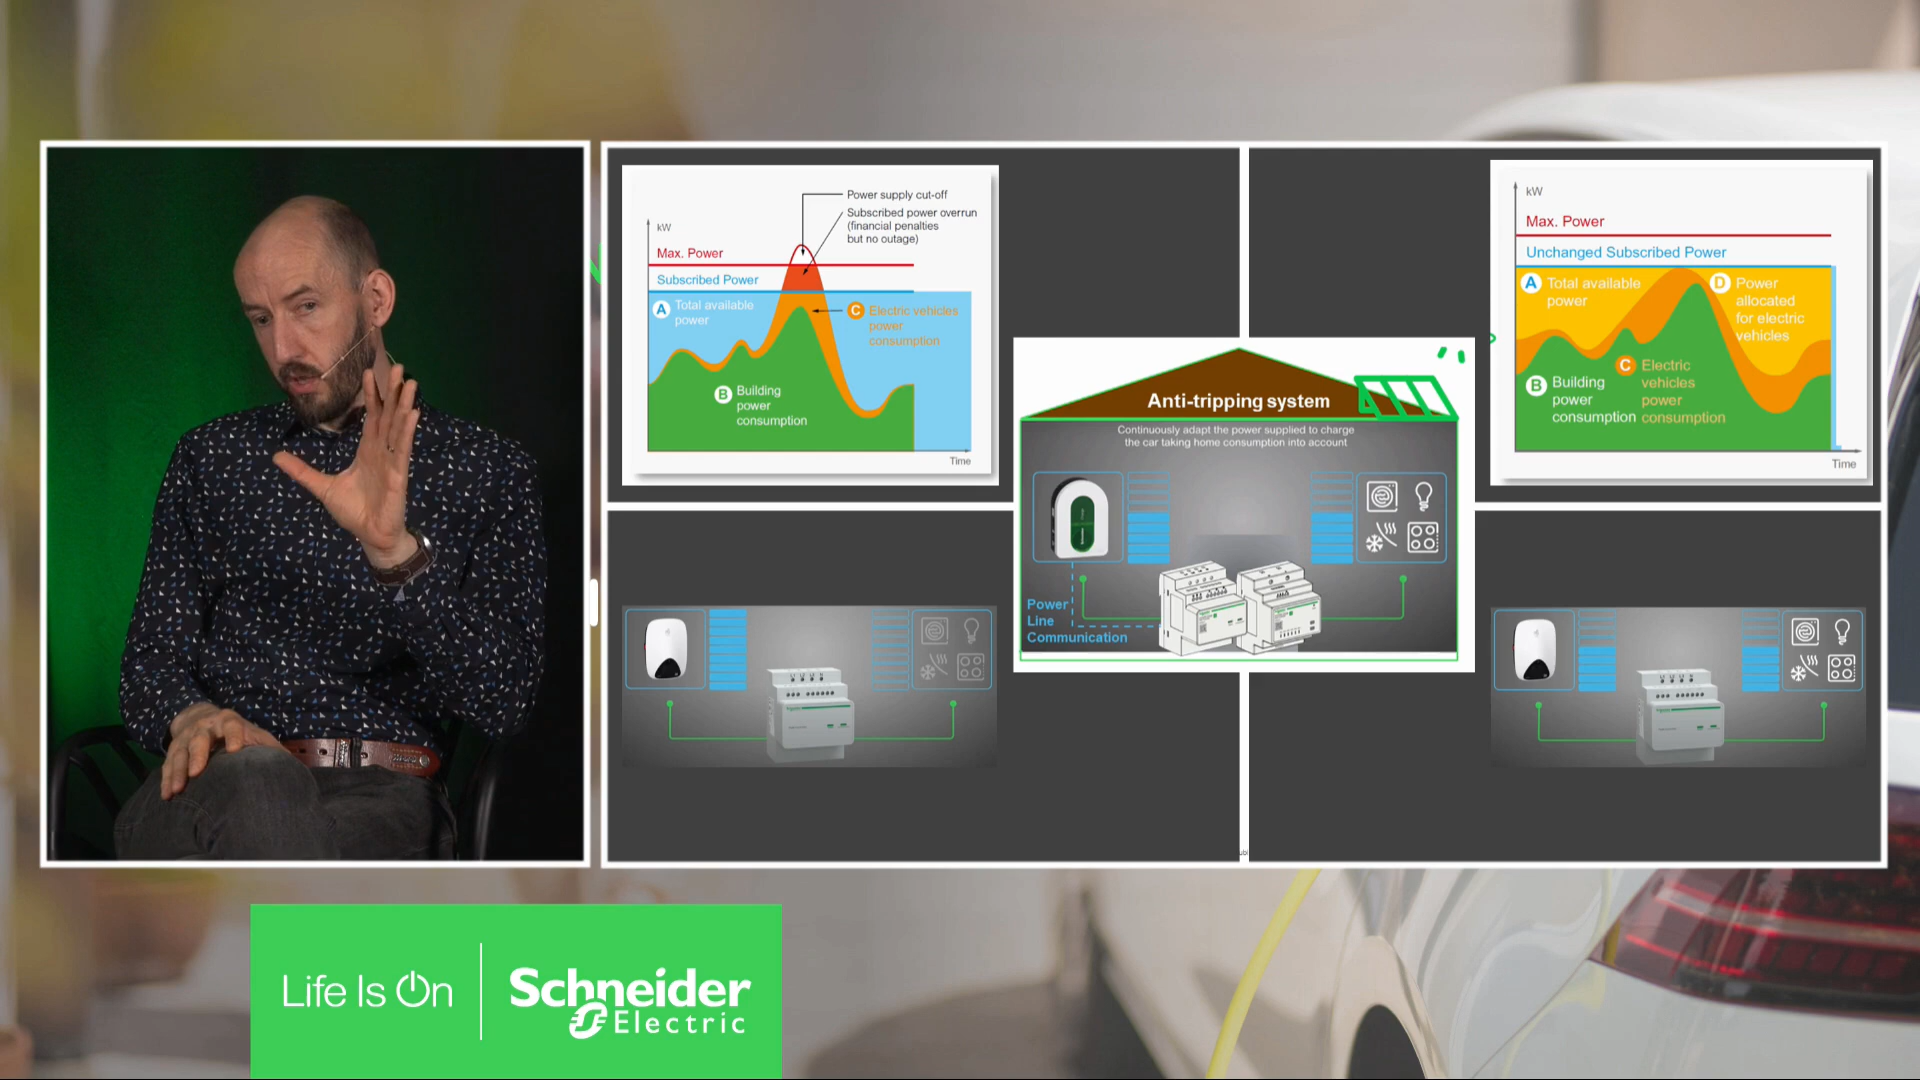 Power supply cut-off
Subscribed power overrun
(financial penalties
but no outage)
kW
Max. Power
Subscribed Power
A Total available
power
C Electric vehicles
power
consumption
B Building
power
consumption
Time
kW
Max. Power
Unchanged Subscribed Power
A Total available
power
D Power
allocated
for electric
vehicles
C Electric
vehicles
power
consumption
B Building
power
consumption
Time
Anti-tripping system
Continuously adapt the power supplied to charge
the car taking home consumption into account
Power
Line
Communication
Life Is On
Schneider
Electric